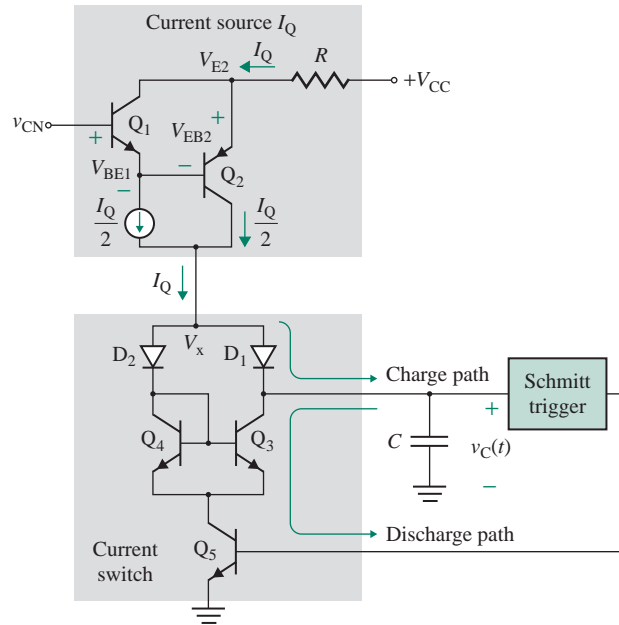 Current source I_Q
V_E2
I_Q
R
+V_CC
v_CN
+
Q_1
V_EB2
+
V_BE1
−
−
Q_2
I_Q/2
I_Q/2
I_Q
V_x
D_2
D_1
Charge path
Schmitt
trigger
Q_4
Q_3
C
+
v_C(t)
−
Q_5
Discharge path
Current
switch